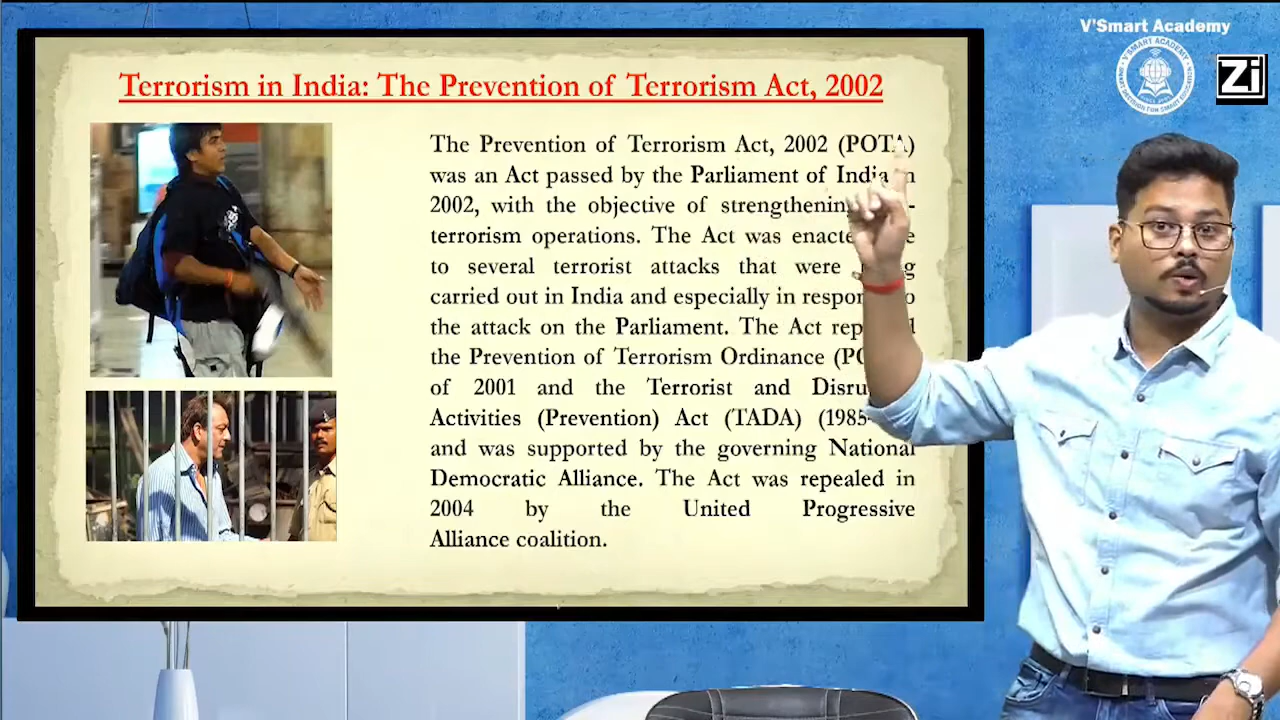 V'Smart Academy
V'SMART ACADEMY
Zi
Terrorism in India: The Prevention of Terrorism Act, 2002
The Prevention of Terrorism Act, 2002 (POTA)
was an Act passed by the Parliament of India
2002, with the objective of strengthening
terrorism operations. The Act was
to several terrorist attacks that were
carried out in India and especially in
the attack on the Parliament. The Act
the Prevention of Terrorism Ordinance
of 2001 and the Terrorist and
Activities (Prevention) Act (TADA)
and was supported by the governing National
Democratic Alliance. The Act was repealed in
2004 by the United Progressive
Alliance coalition.